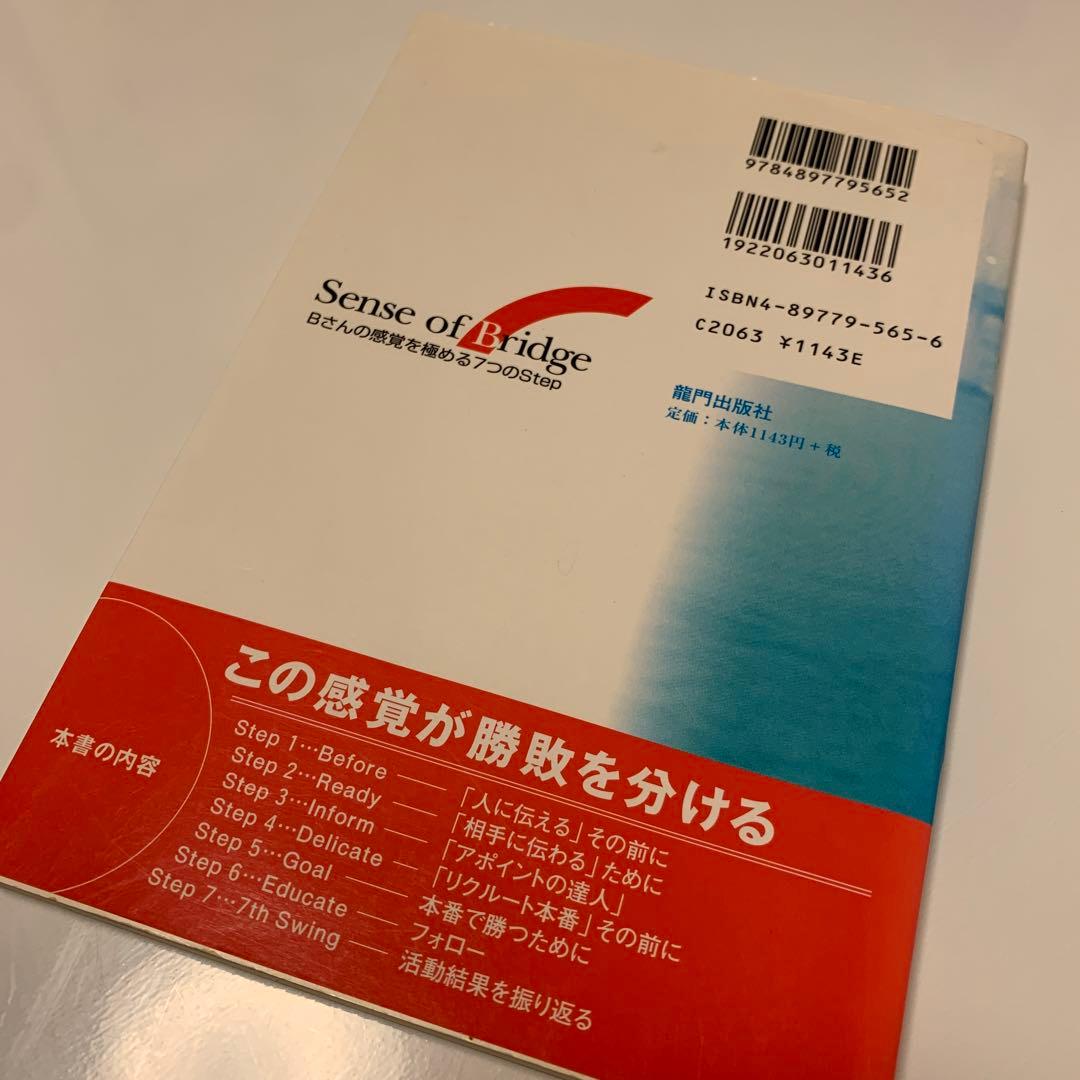 9784897795652
1922063011436
ISBN4-89779-565-6
C2063 ¥1143E
龍門出版社
定価：本体1143円＋税
Sense of Bridge
Bさんの感覚を極める7つのStep
この感覚が勝敗を分ける
本書の内容
Step 1…Before 「人に伝える」その前に
Step 2…Ready 「相手に伝わる」ために
Step 3…Inform 「アポイントの達人」
Step 4…Delicate 「リクルート本番」その前に
Step 5…Goal 本番で勝つために
Step 6…Educate フォロー
Step 7…7th Swing 活動結果を振り返る